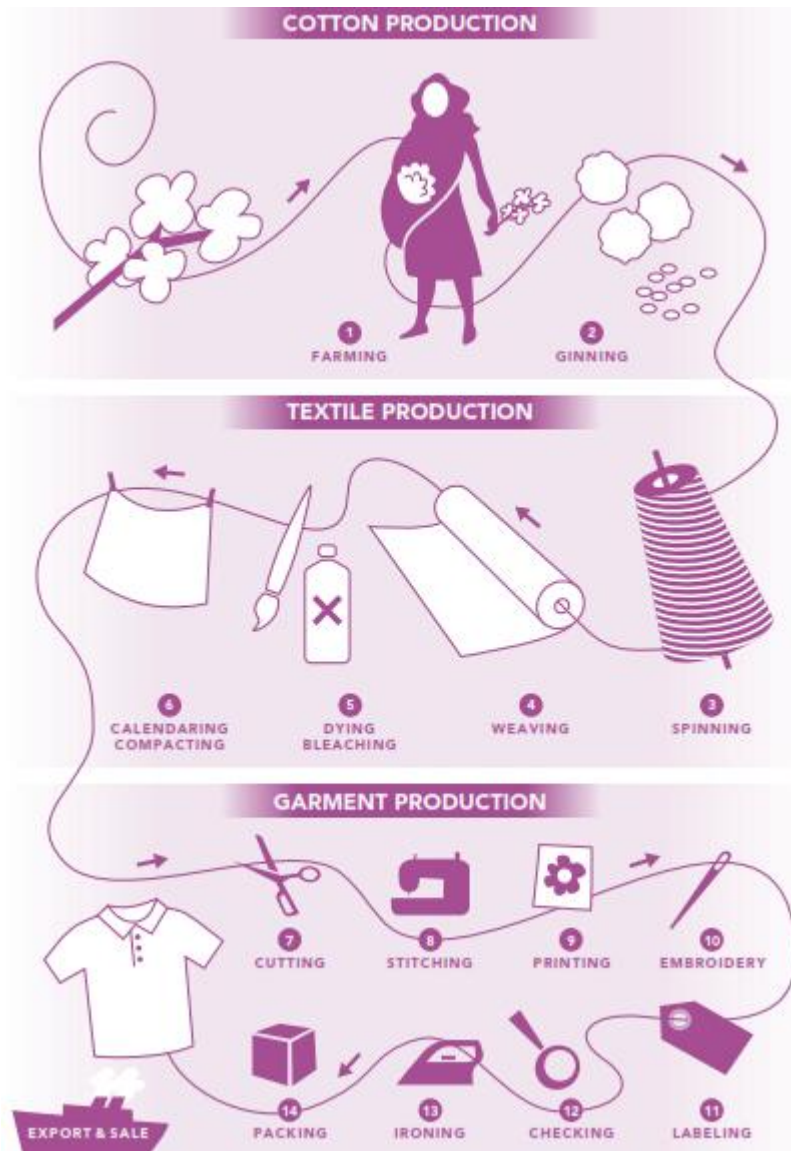 COTTON PRODUCTION
1
FARMING
2
GINNING
TEXTILE PRODUCTION
6
CALENDARING
COMPACTING
5
DYING
BLEACHING
4
WEAVING
3
SPINNING
GARMENT PRODUCTION
7
CUTTING
8
STITCHING
9
PRINTING
10
EMBROIDERY
EXPORT & SALE
14
PACKING
13
IRONING
12
CHECKING
11
LABELING